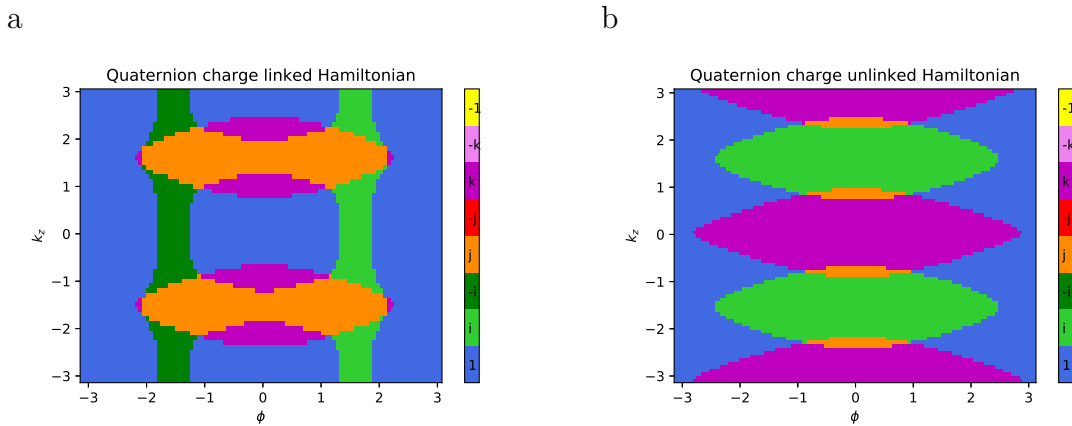 a
b
Quaternion charge linked Hamiltonian
Quaternion charge unlinked Hamiltonian
3
2
1
0
−1
−2
−3
k_z
−3
−2
−1
0
1
2
3
ϕ
-1
-k
k
-j
j
-i
i
1
3
2
1
0
−1
−2
−3
k_z
−3
−2
−1
0
1
2
3
ϕ
-1
-k
k
-j
j
-i
i
1